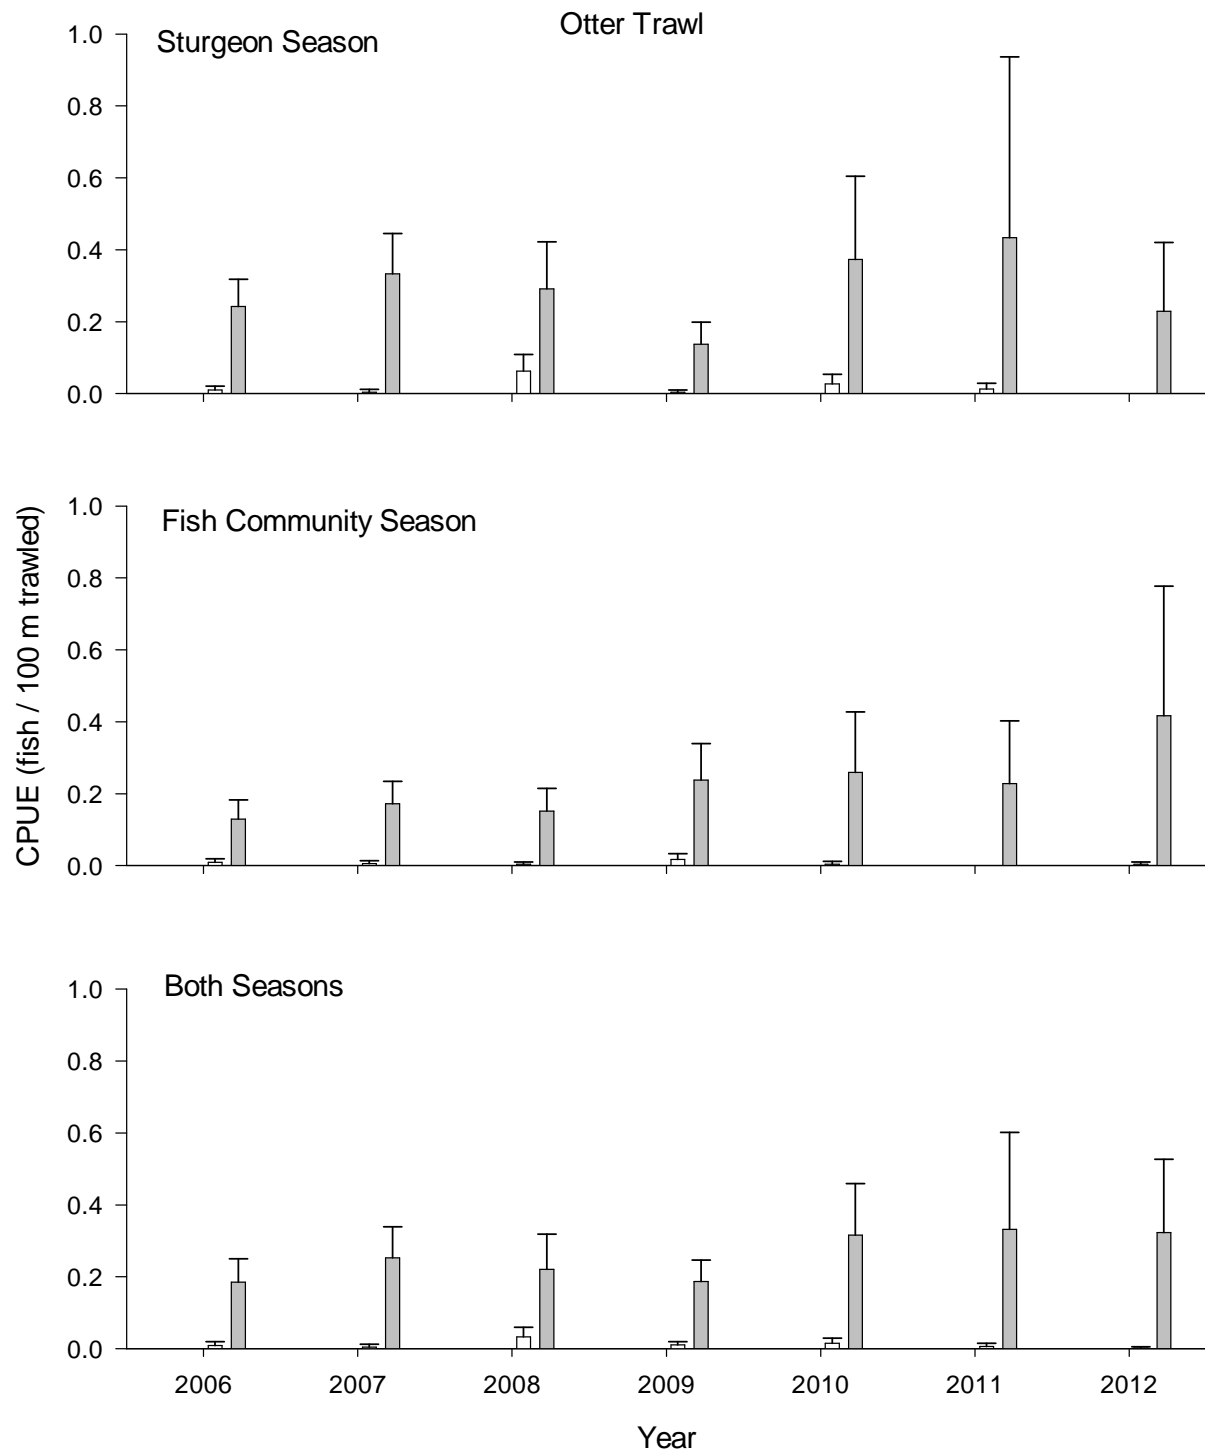 Otter Trawl
Sturgeon Season
1.0
0.8
0.6
0.4
0.2
0.0
Fish Community Season
1.0
0.8
0.6
0.4
0.2
0.0
CPUE (fish / 100 m trawled)
Both Seasons
1.0
0.8
0.6
0.4
0.2
0.0
2006 2007 2008 2009 2010 2011 2012
Year